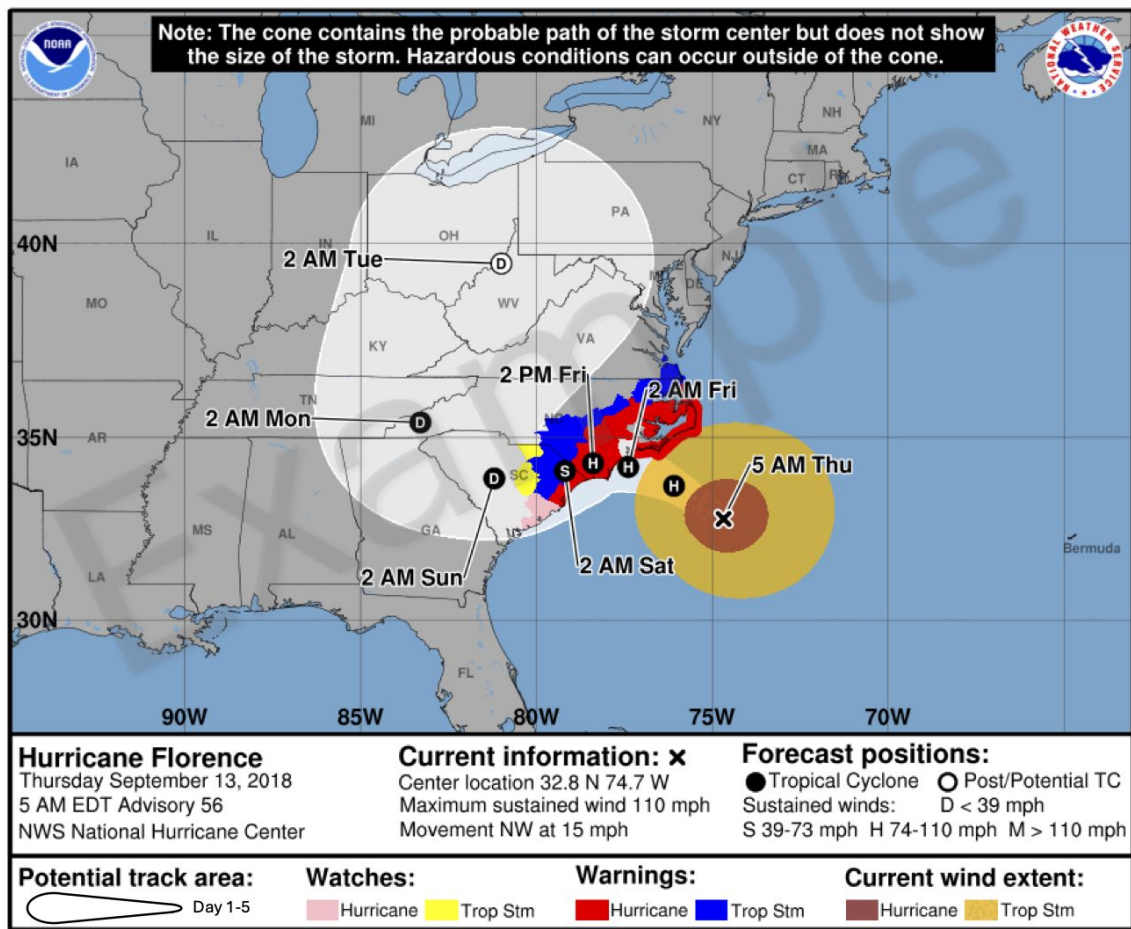 Note: The cone contains the probable path of the storm center but does not show
the size of the storm. Hazardous conditions can occur outside of the cone.
NOAA
NATIONAL WEATHER SERVICE
Example
MI
NY
NH
IA
MA
CT
RI
PA
IL
IN
OH
NJ
40N
2 AM Tue
MD
DE
MO
WV
KY
VA
2 PM Fri
2 AM Fri
TN
NC
2 AM Mon
35N
AR
5 AM Thu
SC
D
D
S
H
H
H
D
MS
AL
GA
Bermuda
2 AM Sun
2 AM Sat
LA
30N
FL
90W
85W
80W
75W
70W
Hurricane Florence
Thursday September 13, 2018
5 AM EDT Advisory 56
NWS National Hurricane Center
Current information: ×
Center location 32.8 N 74.7 W
Maximum sustained wind 110 mph
Movement NW at 15 mph
Forecast positions:
Tropical Cyclone Post/Potential TC
Sustained winds: D < 39 mph
S 39-73 mph H 74-110 mph M > 110 mph
Potential track area:
Day 1-5
Watches:
Hurricane Trop Stm
Warnings:
Hurricane Trop Stm
Current wind extent:
Hurricane Trop Stm